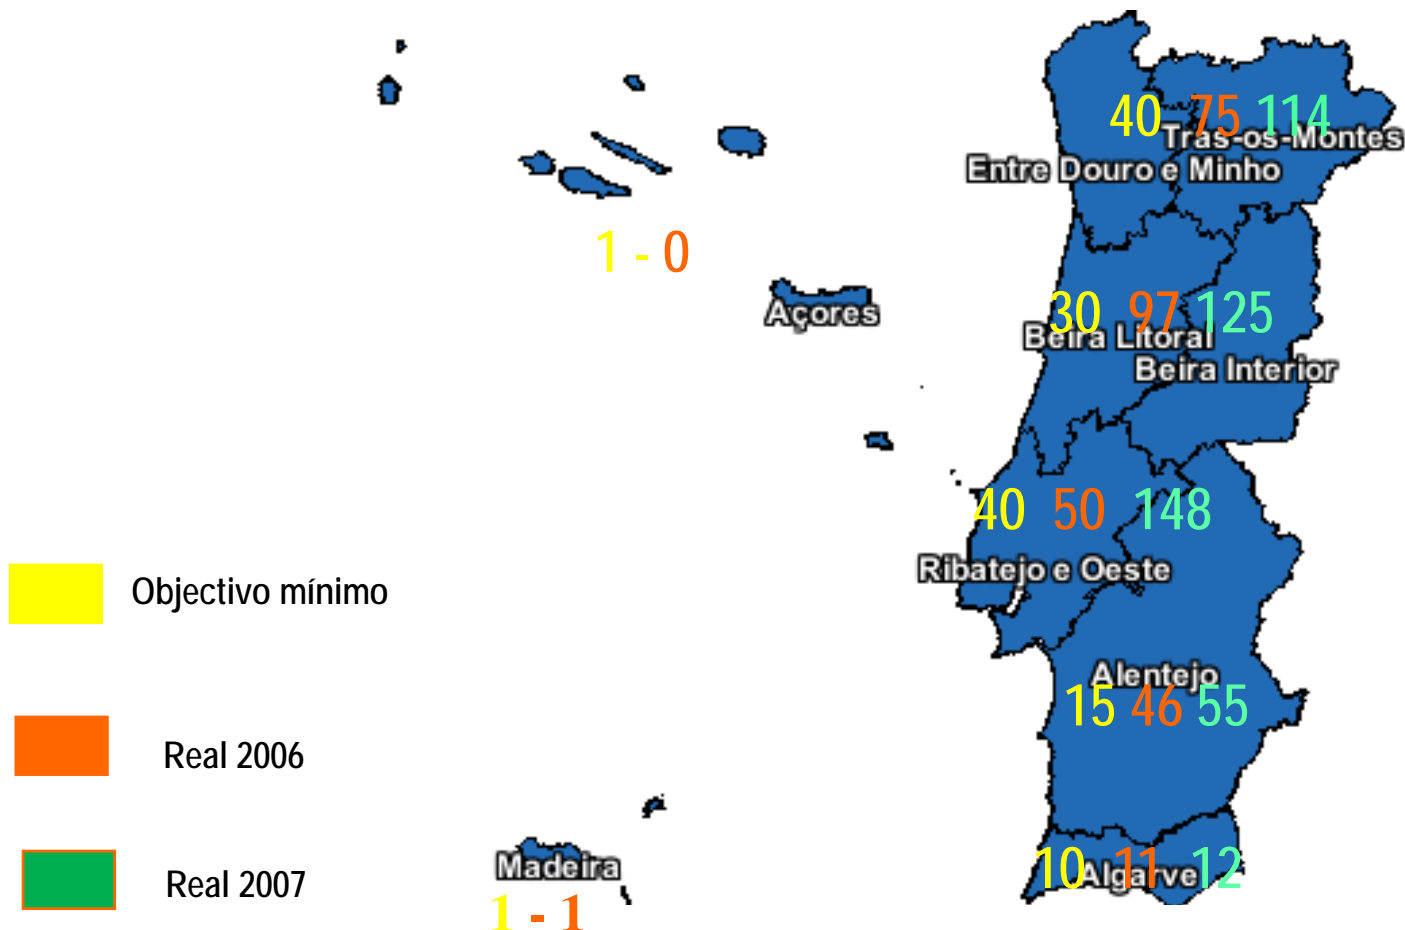 40 75 114
Trás-os-Montes
Entre Douro e Minho
1 - 0
Açores
30 97 125
Beira Litoral
Beira Interior
40 50 148
Ribatejo e Oeste
Objectivo mínimo
Alentejo
15 46 55
Real 2006
Madeira
1 - 1
10 11 12
Algarve
Real 2007